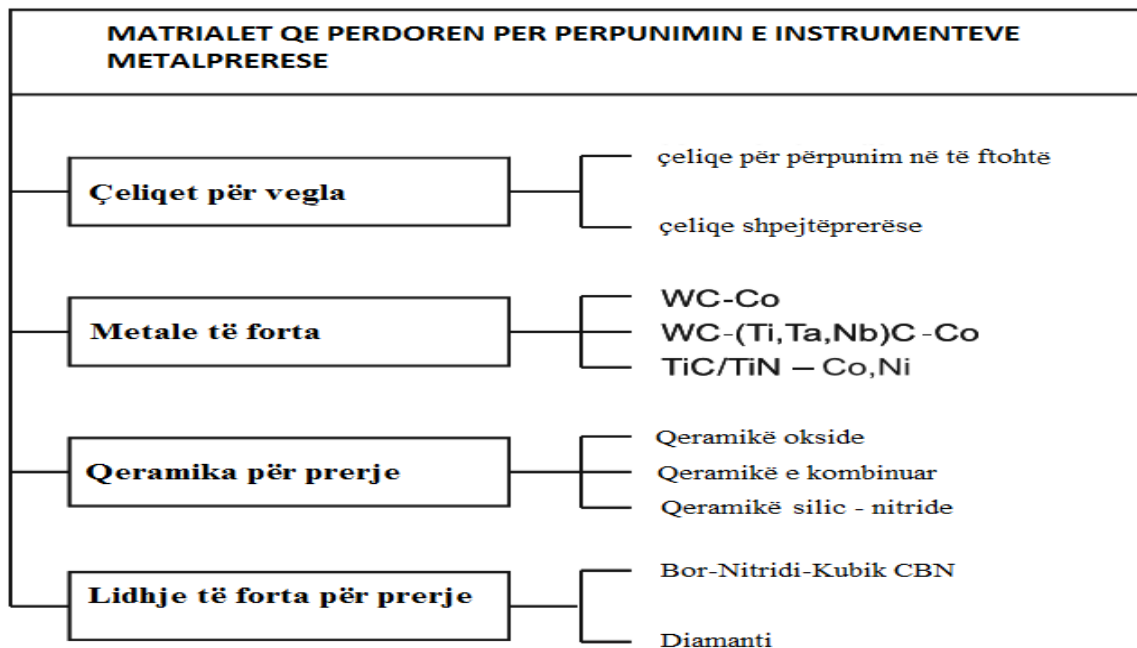 MATRIALET QE PERDOREN PER PERPUNIMIN E INSTRUMENTEVE
METALPRERESE
Çeliqet për vegla
çeliqe për përpunim në të ftohtë
çeliqe shpejtëprerëse
Metale të forta
WC-Co
WC-(Ti,Ta,Nb)C-Co
TiC/TiN – Co,Ni
Qeramika për prerje
Qeramikë okside
Qeramikë e kombinuar
Qeramikë silic - nitride
Lidhje të forta për prerje
Bor-Nitridi-Kubik CBN
Diamanti